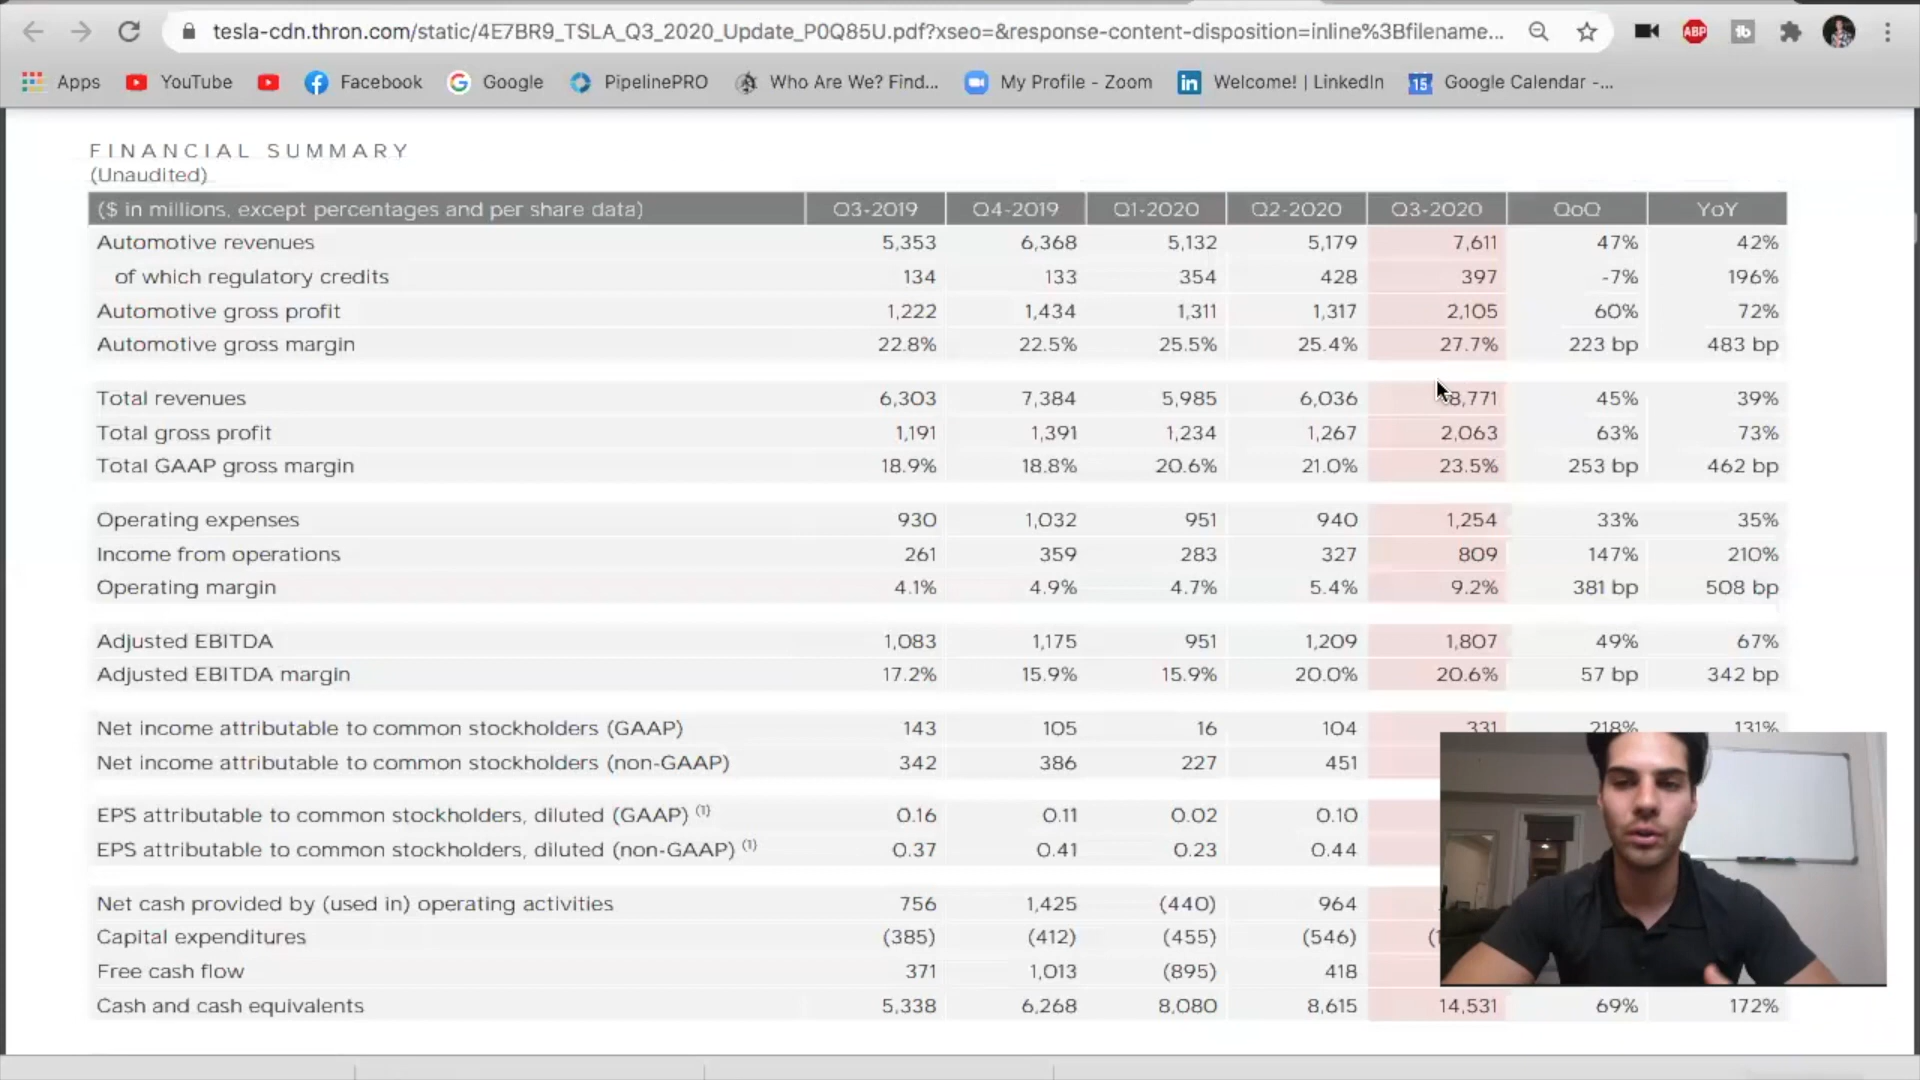 tesla-cdn.thron.com/static/4E7BR9_TSLA_Q3_2020_Update_P0Q85U.pdf?xseo=&response-content-disposition=inline%3Bfilename... ABP tb
Apps YouTube Facebook Google PipelinePRO Who Are We? Find... My Profile - Zoom in Welcome! | LinkedIn 15 Google Calendar -...
FINANCIAL SUMMARY
(Unaudited)
($ in millions, except percentages and per share data) Q3-2019 Q4-2019 Q1-2020 Q2-2020 Q3-2020 QoQ YoY
Automotive revenues 5,353 6,368 5,132 5,179 7,611 47% 42%
of which regulatory credits 134 133 354 428 397 -7% 196%
Automotive gross profit 1,222 1,434 1,311 1,317 2,105 60% 72%
Automotive gross margin 22.8% 22.5% 25.5% 25.4% 27.7% 223 bp 483 bp
Total revenues 6,303 7,384 5,985 6,036 8,771 45% 39%
Total gross profit 1,191 1,391 1,234 1,267 2,063 63% 73%
Total GAAP gross margin 18.9% 18.8% 20.6% 21.0% 23.5% 253 bp 462 bp
Operating expenses 930 1,032 951 940 1,254 33% 35%
Income from operations 261 359 283 327 809 147% 210%
Operating margin 4.1% 4.9% 4.7% 5.4% 9.2% 381 bp 508 bp
Adjusted EBITDA 1,083 1,175 951 1,209 1,807 49% 67%
Adjusted EBITDA margin 17.2% 15.9% 15.9% 20.0% 20.6% 57 bp 342 bp
Net income attributable to common stockholders (GAAP) 143 105 16 104 331 218% 131%
Net income attributable to common stockholders (non-GAAP) 342 386 227 451
EPS attributable to common stockholders, diluted (GAAP) (1) 0.16 0.11 0.02 0.10
EPS attributable to common stockholders, diluted (non-GAAP) (1) 0.37 0.41 0.23 0.44
Net cash provided by (used in) operating activities 756 1,425 (440) 964
Capital expenditures (385) (412) (455) (546)
Free cash flow 371 1,013 (895) 418
Cash and cash equivalents 5,338 6,268 8,080 8,615 14,531 69% 172%